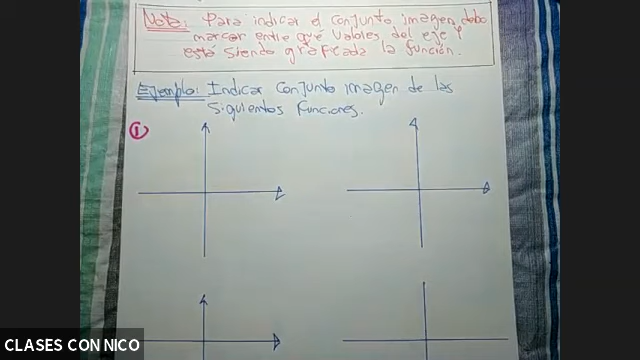 Nota: Para indicar el conjunto imagen debo
marcar entre qué valores del eje y
está siendo graficada la función.
Ejemplo: Indicar conjunto imagen de las
siguientes funciones.
1
CLASES CON NICO